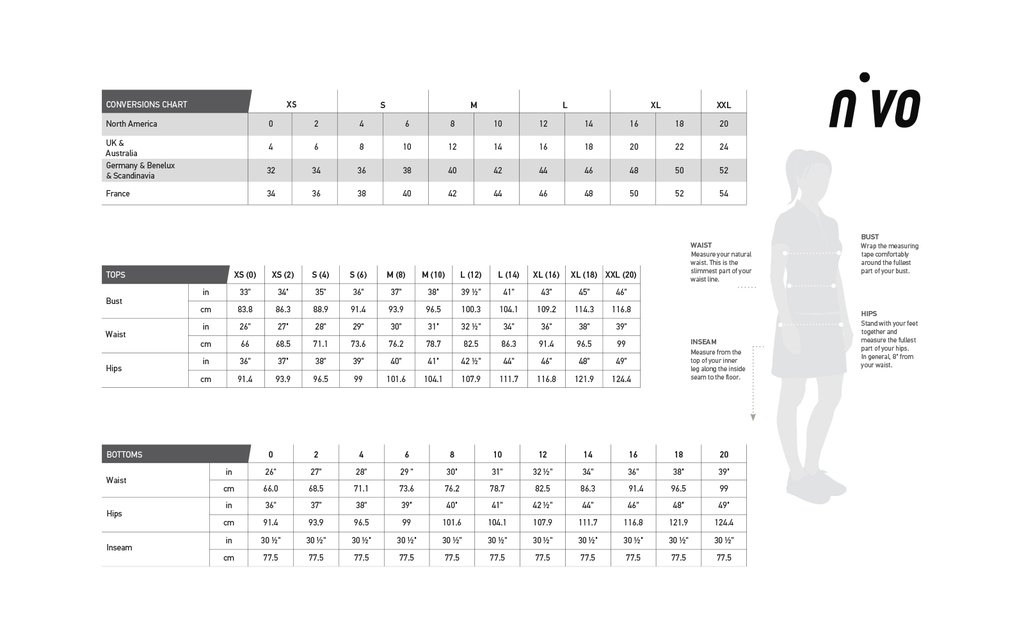 nivo
CONVERSIONS CHART XS S M L XL XXL
North America 0 2 4 6 8 10 12 14 16 18 20
UK &
Australia 4 6 8 10 12 14 16 18 20 22 24
Germany & Benelux
& Scandinavia 32 34 36 38 40 42 44 46 48 50 52
France 34 36 38 40 42 44 46 48 50 52 54
TOPS XS (0) XS (2) S (4) S (6) M (8) M (10) L (12) L (14) XL (16) XL (18) XXL (20)
Bust
in 33" 34" 35" 36" 37" 38" 39 ½" 41" 43" 45" 46"
cm 83.8 86.3 88.9 91.4 93.9 96.5 100.3 104.1 109.2 114.3 116.8
Waist
in 26" 27" 28" 29" 30" 31" 32 ½" 34" 36" 38" 39"
cm 66 68.5 71.1 73.6 76.2 78.7 82.5 86.3 91.4 96.5 99
Hips
in 36" 37" 38" 39" 40" 41" 42 ½" 44" 46" 48" 49"
cm 91.4 93.9 96.5 99 101.6 104.1 107.9 111.7 116.8 121.9 124.4
WAIST
Measure your natural
waist. This is the
slimmest part of your
waist line.
BUST
Wrap the measuring
tape comfortably
around the fullest
part of your bust.
HIPS
Stand with your feet
together and
measure the fullest
part of your hips.
In general, 8" from
your waist.
INSEAM
Measure from the
top of your inner
leg along the inside
seam to the floor.
BOTTOMS 0 2 4 6 8 10 12 14 16 18 20
Waist
in 26" 27" 28" 29 " 30" 31" 32 ½" 34" 36" 38" 39"
cm 66.0 68.5 71.1 73.6 76.2 78.7 82.5 86.3 91.4 96.5 99
Hips
in 36" 37" 38" 39" 40" 41" 42 ½" 44" 46" 48" 49"
cm 91.4 93.9 96.5 99 101.6 104.1 107.9 111.7 116.8 121.9 124.4
Inseam
in 30 ½" 30 ½" 30 ½" 30 ½" 30 ½" 30 ½" 30 ½" 30 ½" 30 ½" 30 ½" 30 ½"
cm 77.5 77.5 77.5 77.5 77.5 77.5 77.5 77.5 77.5 77.5 77.5